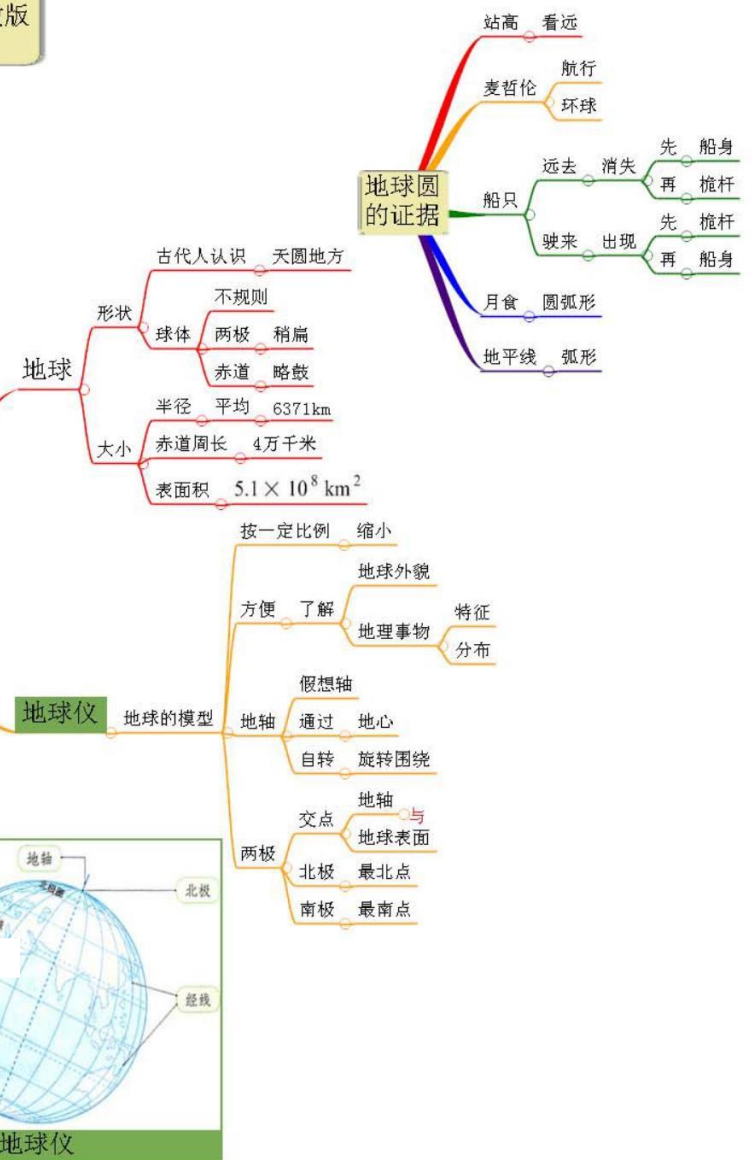 版
站高 看远
麦哲伦
航行
环球
地球圆
的证据
船只
远去 消失
先 船身
再 桅杆
驶来 出现
先 桅杆
再 船身
月食 圆弧形
地平线 弧形
地球
形状
古代人认识 天圆地方
球体
不规则
两极 稍扁
赤道 略鼓
大小
半径 平均 6371km
赤道周长 4万千米
表面积 5.1× 10⁸ km²
地球仪
地球的模型
按一定比例 缩小
方便 了解
地球外貌
地理事物
特征
分布
地轴
假想轴
通过 地心
自转 旋转围绕
两极
交点
地轴 与
地球表面
北极 最北点
南极 最南点
地轴
北极
经线
地球仪